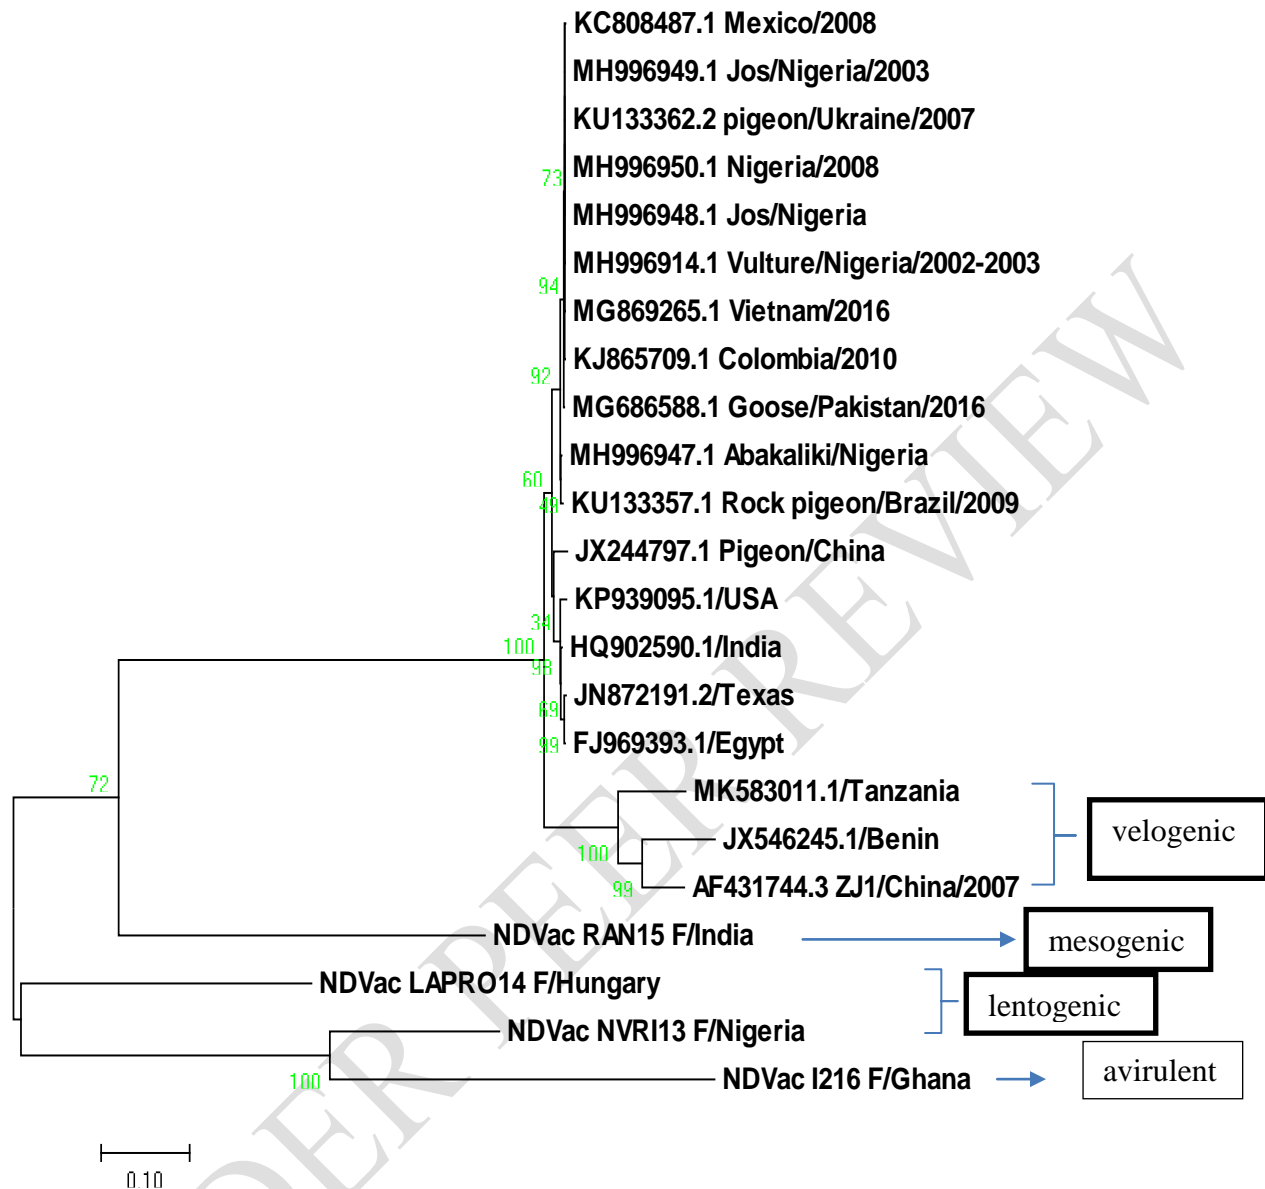 KC808487.1 Mexico/2008
MH996949.1 Jos/Nigeria/2003
KU133362.2 pigeon/Ukraine/2007
MH996950.1 Nigeria/2008
73
MH996948.1 Jos/Nigeria
MH996914.1 Vulture/Nigeria/2002-2003
94
MG869265.1 Vietnam/2016
KJ865709.1 Colombia/2010
92
MG686588.1 Goose/Pakistan/2016
MH996947.1 Abakaliki/Nigeria
60
49
KU133357.1 Rock pigeon/Brazil/2009
JX244797.1 Pigeon/China
KP939095.1/USA
34
100
HQ902590.1/India
98
JN872191.2/Texas
69
99
FJ969393.1/Egypt
72
MK583011.1/Tanzania
velogenic
JX546245.1/Benin
100
99
AF431744.3 ZJ1/China/2007
NDVac RAN15 F/India
mesogenic
NDVac LAPRO14 F/Hungary
lentogenic
NDVac NVRI13 F/Nigeria
100
NDVac I216 F/Ghana
avirulent
0.10
DER PEER REVIEW